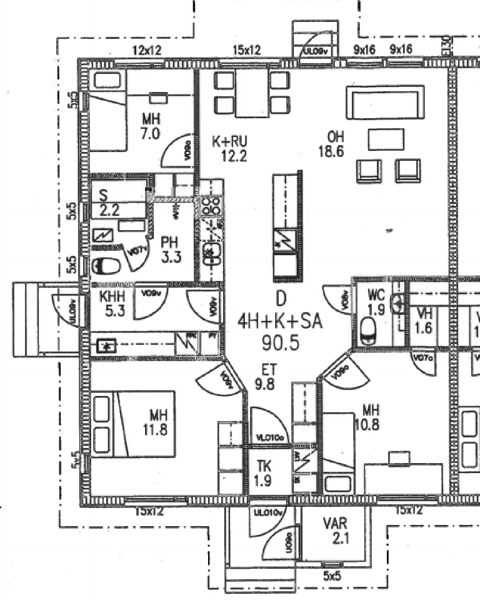 12x12
15x12
UL09v
9x16
9x16
E130
5x5
MH
7.0
VO9o
K+RU
12.2
OH
18.6
S
2.2
5x5
PH
3.3
VO7v
5x5
KHH
5.3
VO9v
UL09v
VO9v
D
4H+K+SA
90.5
VO8v
WC
1.9
VH
1.6
VO7o
ET
9.8
VO9v
VO9o
MH
11.8
MH
10.8
VL010o
5x5
TK
1.9
15x12
UL010v
UO9o
VAR
2.1
15x12
5x5